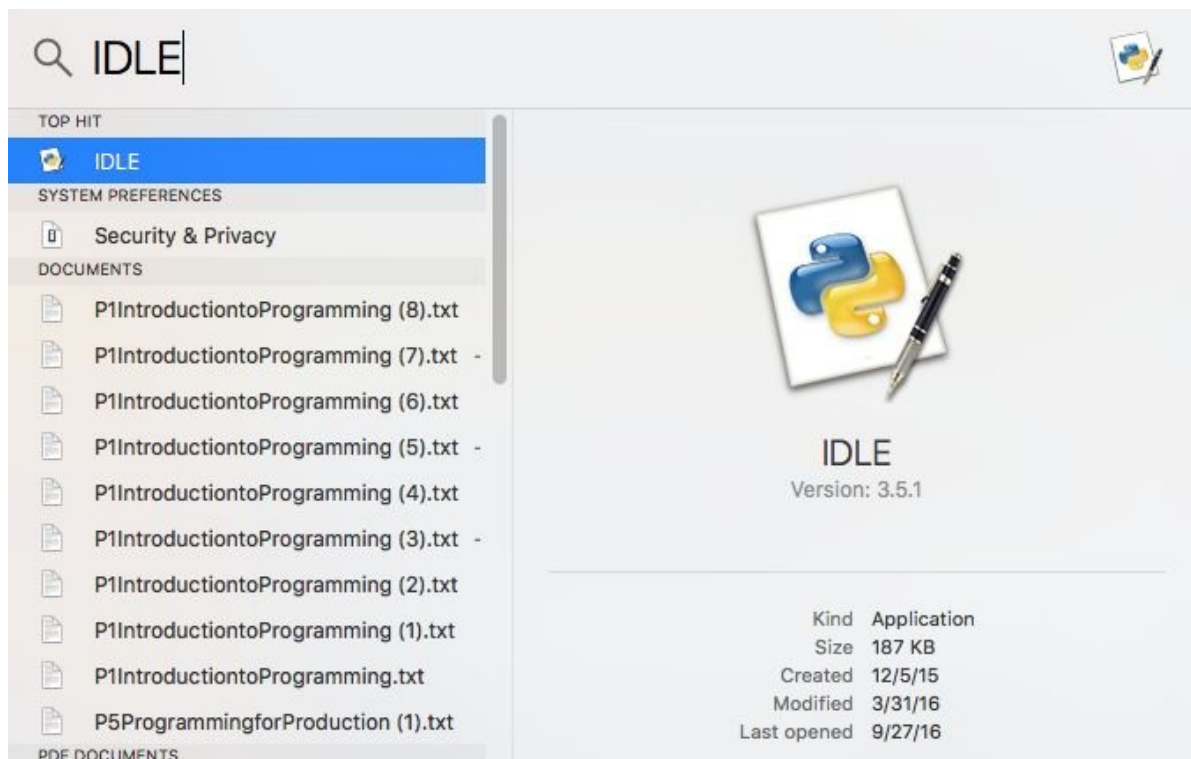 IDLE
TOP HIT
IDLE
SYSTEM PREFERENCES
Security & Privacy
DOCUMENTS
P1IntroductiontoProgramming (8).txt
P1IntroductiontoProgramming (7).txt -
P1IntroductiontoProgramming (6).txt
P1IntroductiontoProgramming (5).txt -
P1IntroductiontoProgramming (4).txt
P1IntroductiontoProgramming (3).txt -
P1IntroductiontoProgramming (2).txt
P1IntroductiontoProgramming (1).txt
P1IntroductiontoProgramming.txt
P5ProgrammingforProduction (1).txt
PDF DOCUMENTS
IDLE
Version: 3.5.1
Kind Application
Size 187 KB
Created 12/5/15
Modified 3/31/16
Last opened 9/27/16